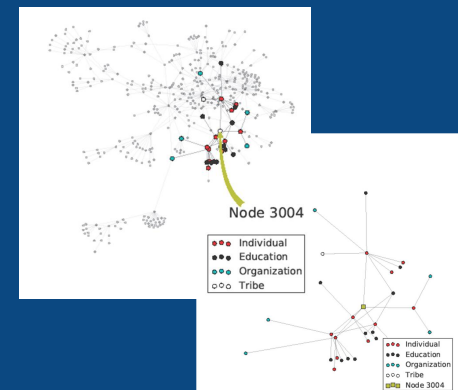 Node 3004
Individual
Education
Organization
Tribe
Individual
Education
Organization
Tribe
Node 3004